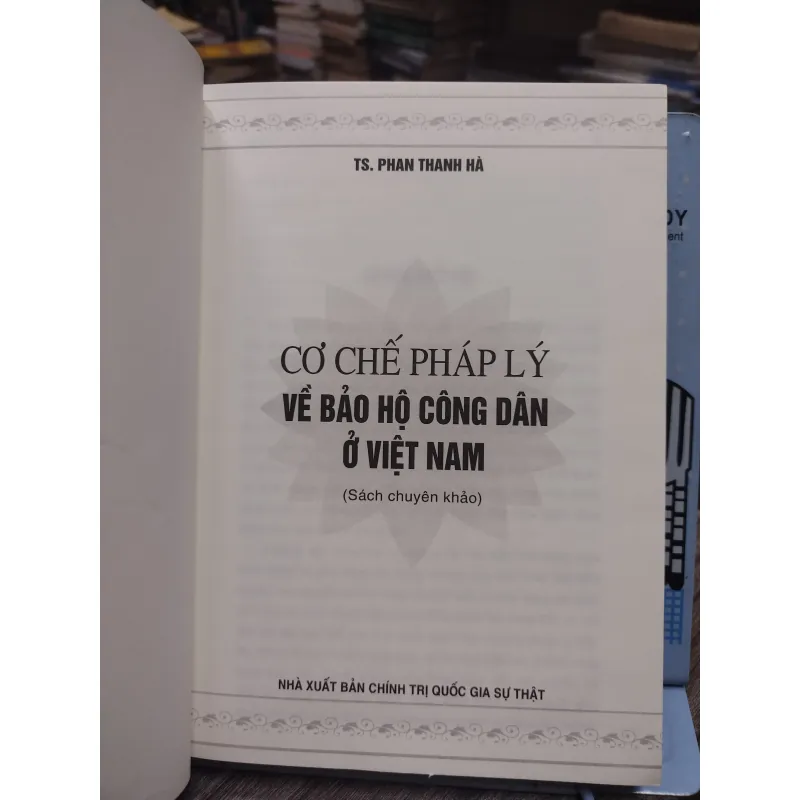 TS. PHAN THANH HÀ
CƠ CHẾ PHÁP LÝ
VỀ BẢO HỘ CÔNG DÂN
Ở VIỆT NAM
(Sách chuyên khảo)
NHÀ XUẤT BẢN CHÍNH TRỊ QUỐC GIA SỰ THẬT